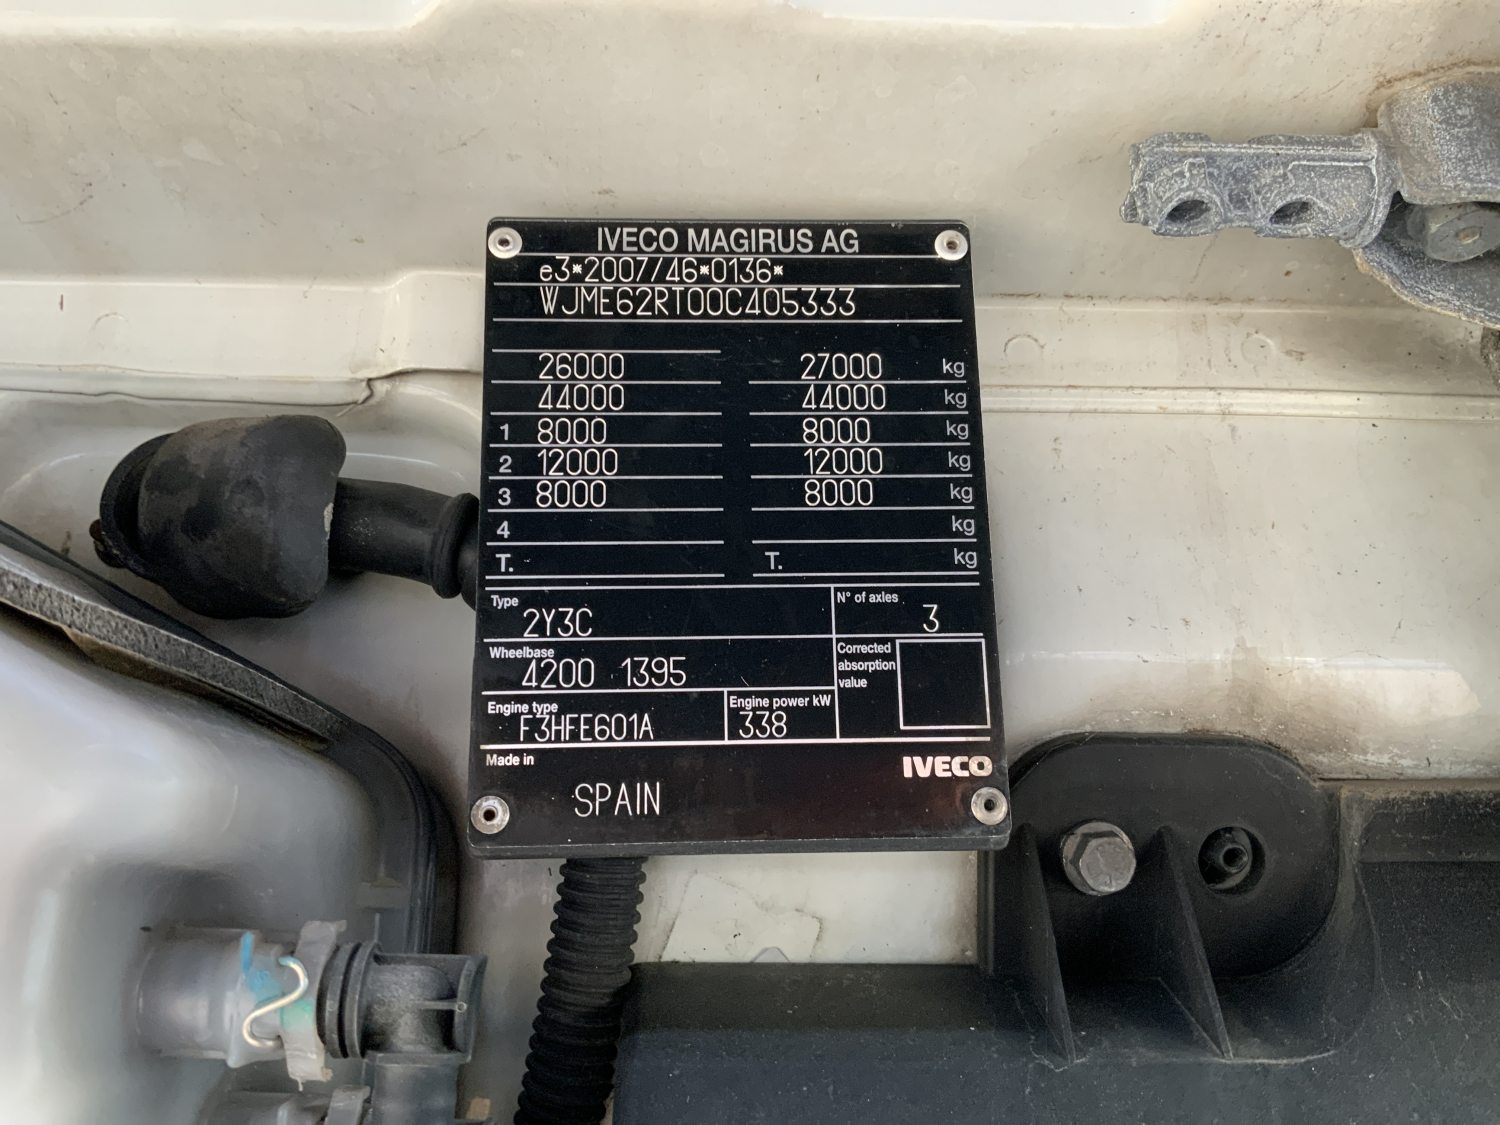 IVECO MAGIRUS AG
e3*2007/46*0136*
WJME62RT00C405333
26000 27000 kg
44000 44000 kg
1 8000 8000 kg
2 12000 12000 kg
3 8000 8000 kg
4 kg
T. T. kg
Type N° of axles
2Y3C 3
Wheelbase Corrected absorption value
4200 1395
Engine type Engine power kW
F3HFE601A 338
Made in IVECO
SPAIN